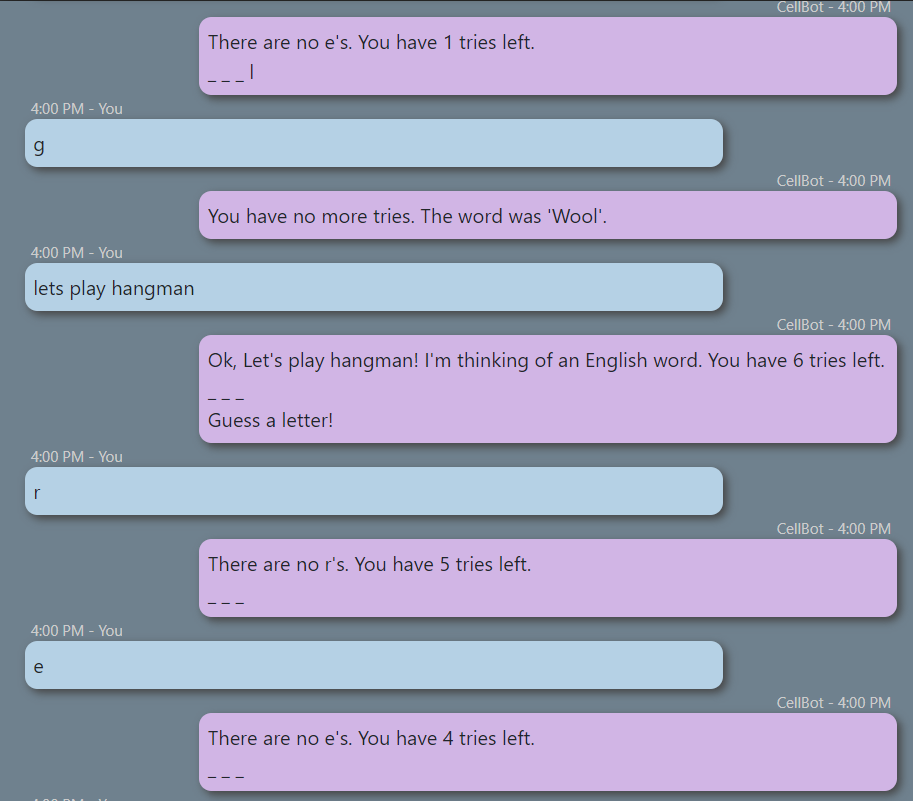 CellBot - 4:00 PM
There are no e's. You have 1 tries left.
_ _ _ l
4:00 PM - You
g
CellBot - 4:00 PM
You have no more tries. The word was 'Wool'.
4:00 PM - You
lets play hangman
CellBot - 4:00 PM
Ok, Let's play hangman! I'm thinking of an English word. You have 6 tries left.
_ _ _
Guess a letter!
4:00 PM - You
r
CellBot - 4:00 PM
There are no r's. You have 5 tries left.
_ _ _
4:00 PM - You
e
CellBot - 4:00 PM
There are no e's. You have 4 tries left.
_ _ _